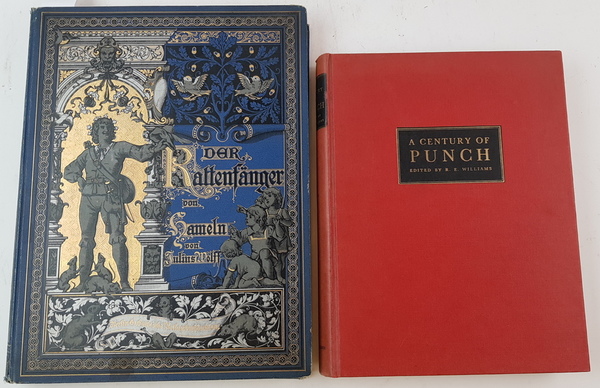 DER
Rattenfänger
von
Hameln
von
Julius Wolff
A CENTURY OF
PUNCH
EDITED BY R. E. WILLIAMS